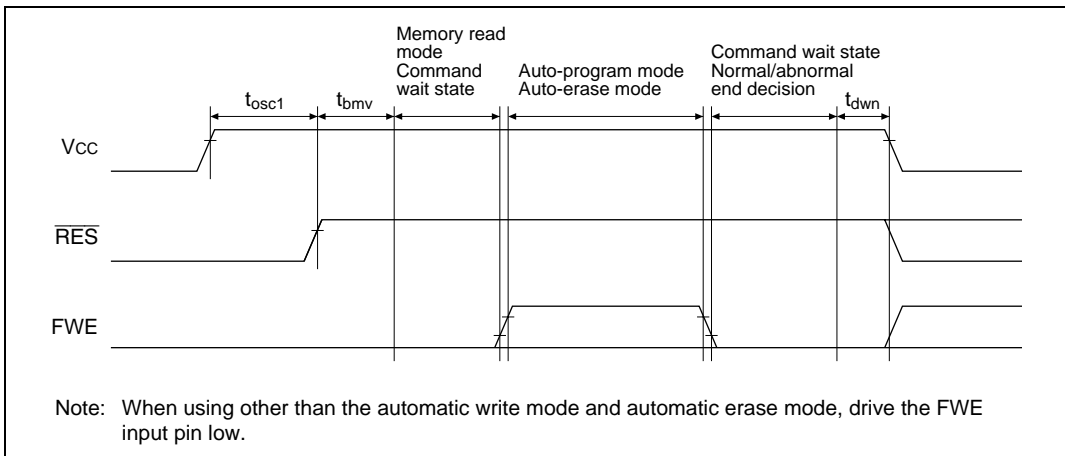 Memory read
mode
Command
wait state
Auto-program mode
Auto-erase mode
Command wait state
Normal/abnormal
end decision
tosc1
tbmv
tdwn
VCC
RES
FWE
Note: When using other than the automatic write mode and automatic erase mode, drive the FWE
input pin low.